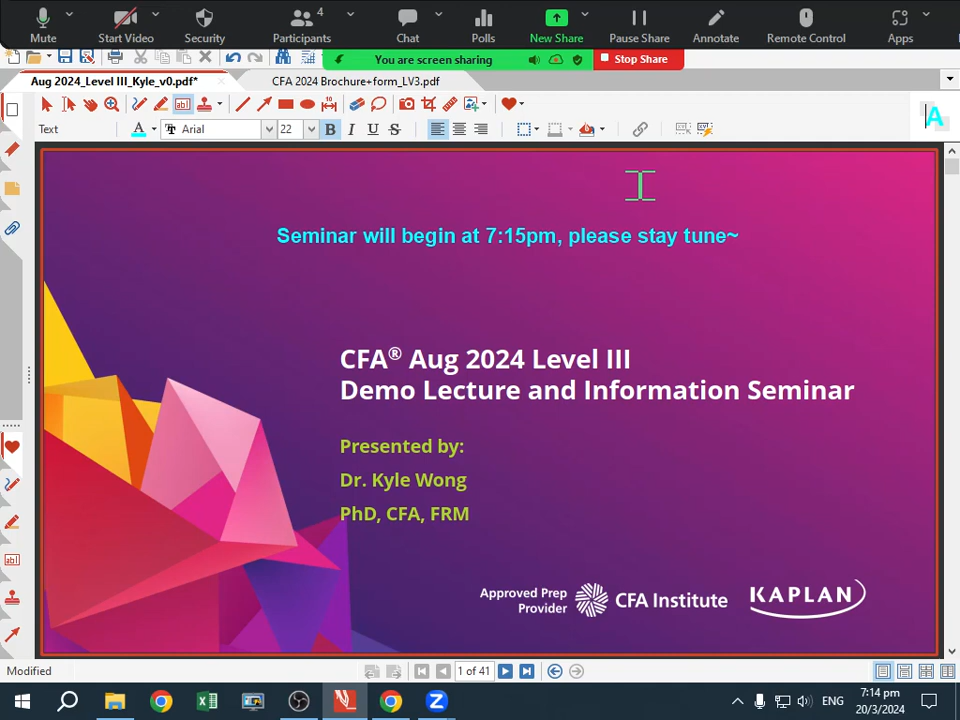 Mute
Start Video
Security
4
Participants
Chat
Polls
New Share
Pause Share
Annotate
Remote Control
Apps
You are screen sharing
Stop Share
Aug 2024_Level III_Kyle_v0.pdf*
CFA 2024 Brochure+form_LV3.pdf
Text
A
Arial
22
B I U S
A
Seminar will begin at 7:15pm, please stay tune~
CFA® Aug 2024 Level III
Demo Lecture and Information Seminar
Presented by:
Dr. Kyle Wong
PhD, CFA, FRM
Approved Prep
Provider
CFA Institute
KAPLAN
Modified
1 of 41
ENG
7:14 pm
20/3/2024